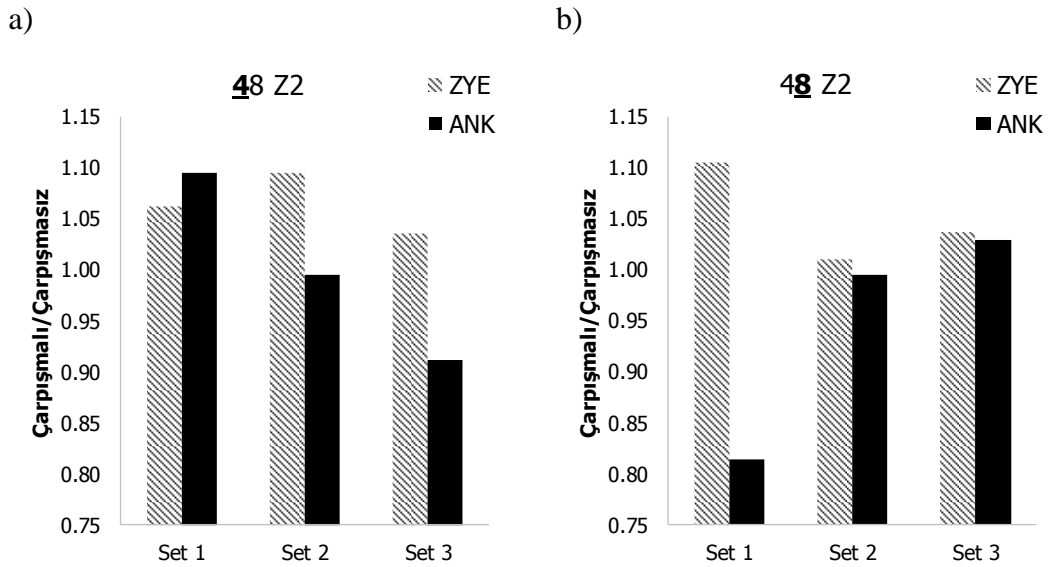 a)
48 Z2
ZYE
ANK
Çarpışmalı/Çarpışmasız
1.15
1.10
1.05
1.00
0.95
0.90
0.85
0.80
0.75
Set 1 Set 2 Set 3
b)
48 Z2
ZYE
ANK
Çarpışmalı/Çarpışmasız
1.15
1.10
1.05
1.00
0.95
0.90
0.85
0.80
0.75
Set 1 Set 2 Set 3